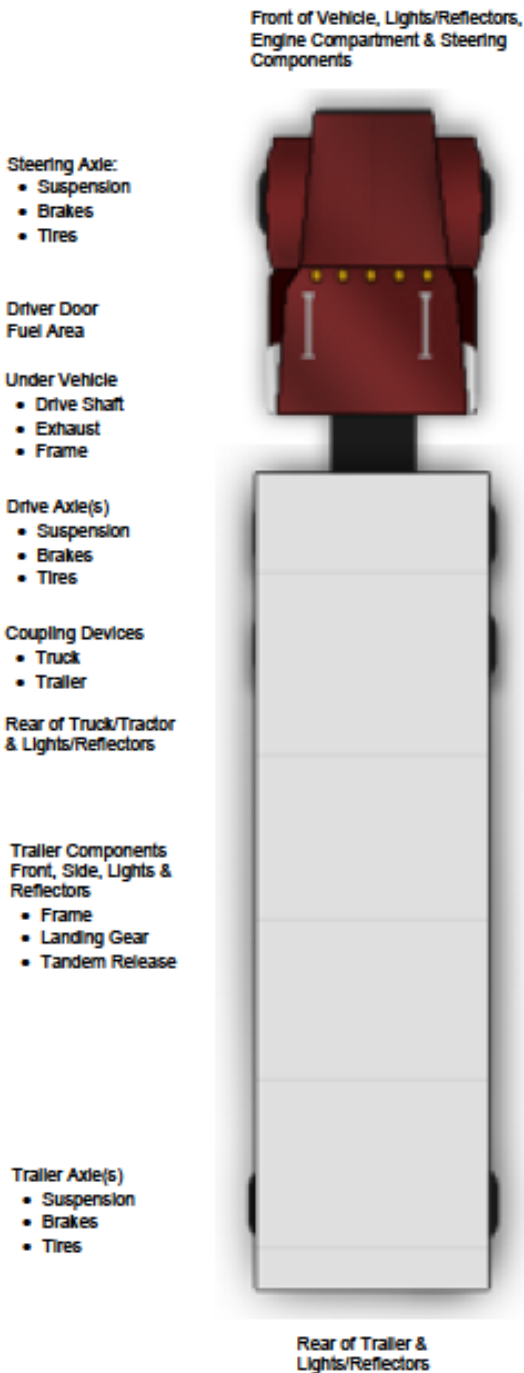 Front of Vehicle, Lights/Reflectors,
Engine Compartment & Steering
Components
Steering Axle:
• Suspension
• Brakes
• Tires
Driver Door
Fuel Area
Under Vehicle
• Drive Shaft
• Exhaust
• Frame
Drive Axle(s)
• Suspension
• Brakes
• Tires
Coupling Devices
• Truck
• Trailer
Rear of Truck/Tractor
& Lights/Reflectors
Trailer Components
Front, Side, Lights &
Reflectors
• Frame
• Landing Gear
• Tandem Release
Trailer Axle(s)
• Suspension
• Brakes
• Tires
Rear of Trailer &
Lights/Reflectors